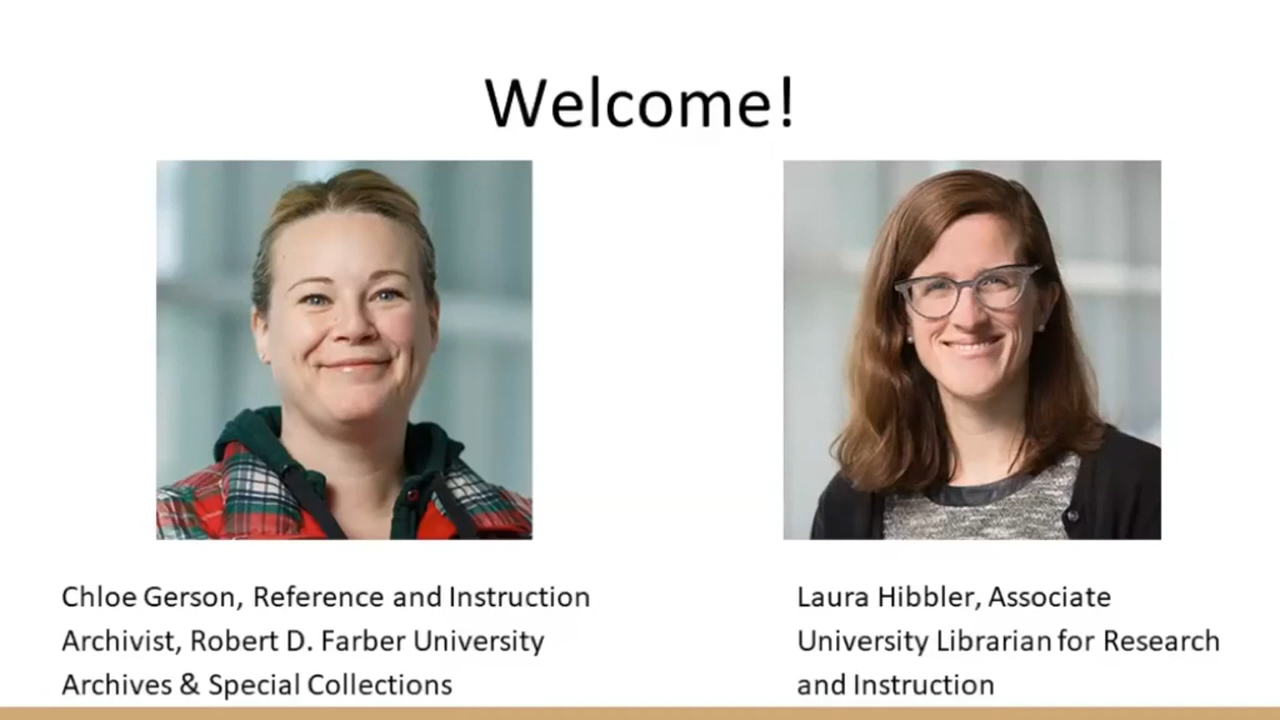 Welcome!
Chloe Gerson, Reference and Instruction
Archivist, Robert D. Farber University
Archives & Special Collections
Laura Hibbler, Associate
University Librarian for Research
and Instruction